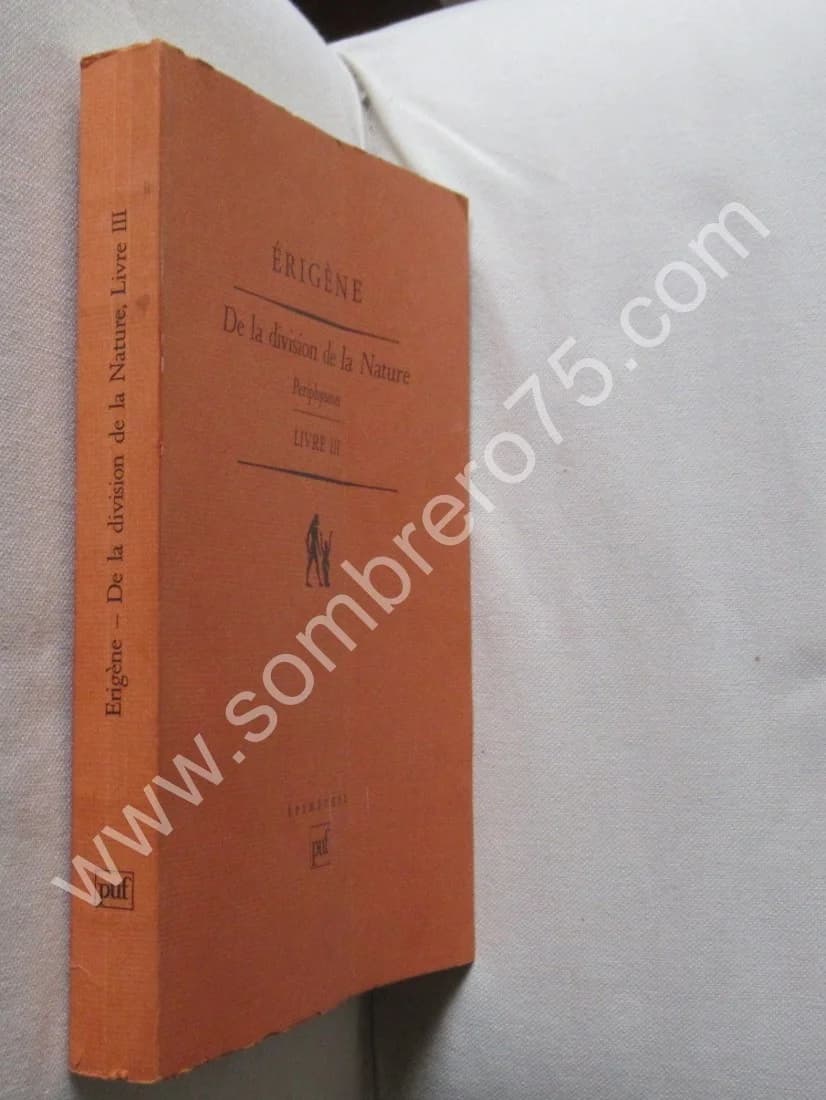 Erigène – De la division de la Nature, Livre III
puf
ÉRIGÈNE
De la division de la Nature
Periphyseon
LIVRE III
ÉPIMÉTHÉE
puf
www.sombrero75.com